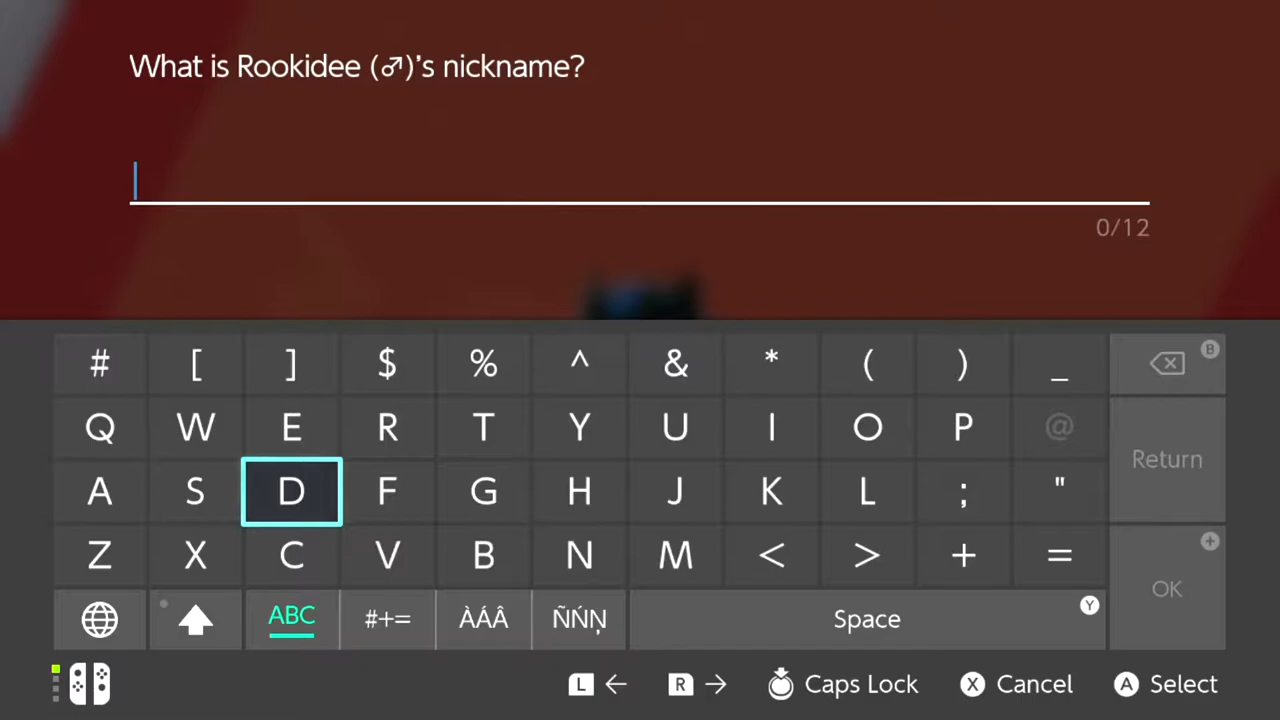 What is Rookidee (♂)'s nickname?
0/12
# [ ] $ % ^ & * ( ) _ B
Q W E R T Y U I O P @ Return
A S D F G H J K L ; "
Z X C V B N M < > + = + OK
ABC #+= ÀÁÂ ÑŃŅ Space Y
L ← R → Caps Lock X Cancel A Select